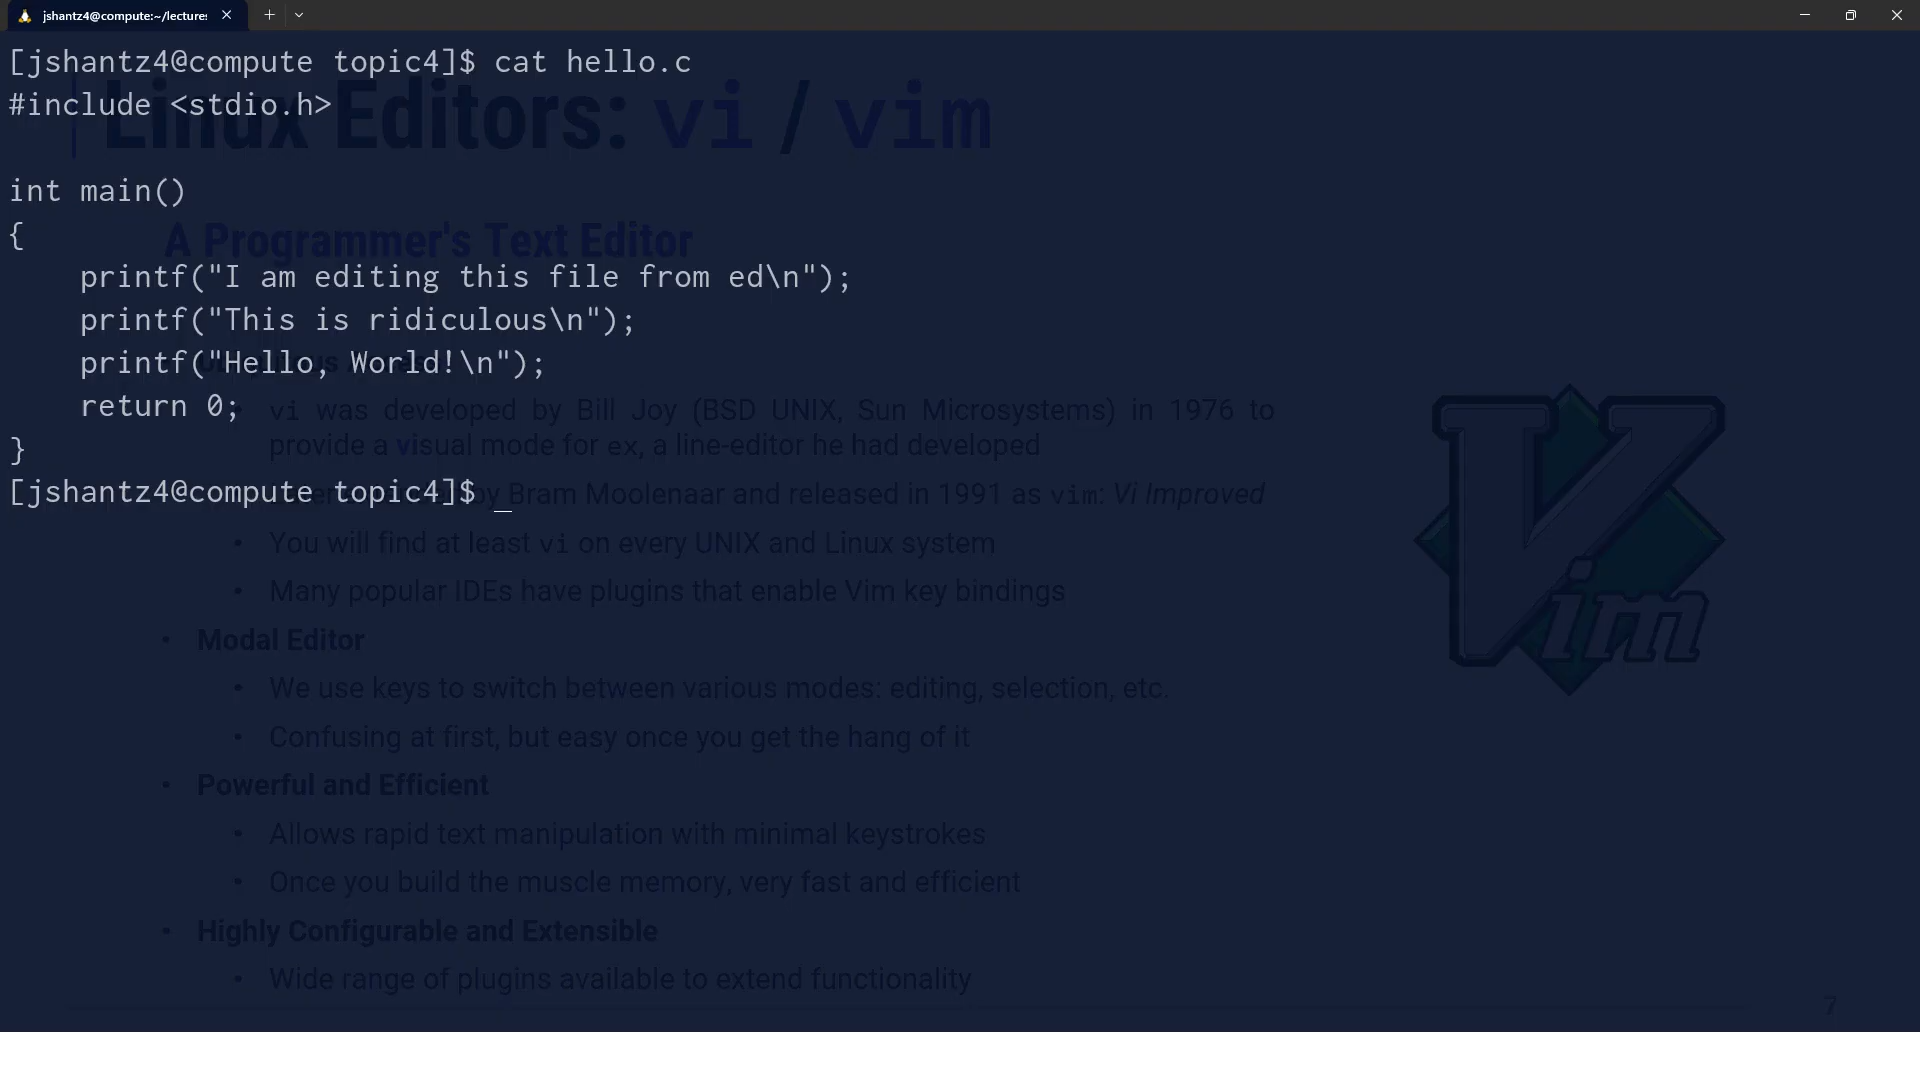 jshantz4@compute:~/lecture
[jshantz4@compute topic4]$ cat hello.c
#include <stdio.h>
int main()
{
    printf("I am editing this file from ed\n");
    printf("This is ridiculous\n");
    printf("Hello, World!\n");
    return 0;
}
[jshantz4@compute topic4]$ _
Linux Editors: vi / vim
A Programmer's Text Editor
• vi was developed by Bill Joy (BSD UNIX, Sun Microsystems) in 1976 to
provide a visual mode for ex, a line-editor he had developed
by Bram Moolenaar and released in 1991 as vim: Vi Improved
• You will find at least vi on every UNIX and Linux system
• Many popular IDEs have plugins that enable Vim key bindings
• Modal Editor
• We use keys to switch between various modes: editing, selection, etc.
• Confusing at first, but easy once you get the hang of it
• Powerful and Efficient
• Allows rapid text manipulation with minimal keystrokes
• Once you build the muscle memory, very fast and efficient
• Highly Configurable and Extensible
• Wide range of plugins available to extend functionality
Vim
7